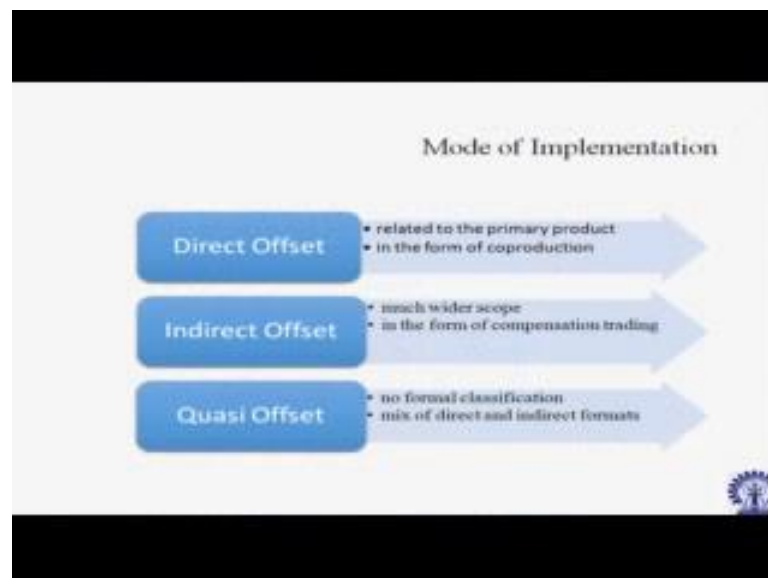 Mode of Implementation
Direct Offset
• related to the primary product
• in the form of coproduction
Indirect Offset
• much wider scope
• in the form of compensation trading
Quasi Offset
• no formal classification
• mix of direct and indirect formats